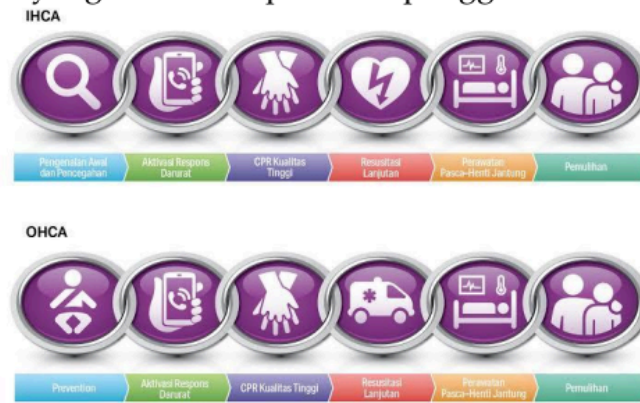 IHCA
Pengenalan Awal
dan Pencegahan
Aktivasi Respons
Darurat
CPR Kualitas
Tinggi
Resusitasi
Lanjutan
Perawatan
Pasca-Henti Jantung
Pemulihan
OHCA
Prevention
Aktivasi Respons
Darurat
CPR Kualitas Tinggi
Resusitasi
Lanjutan
Perawatan
Pasca-Henti Jantung
Pemulihan